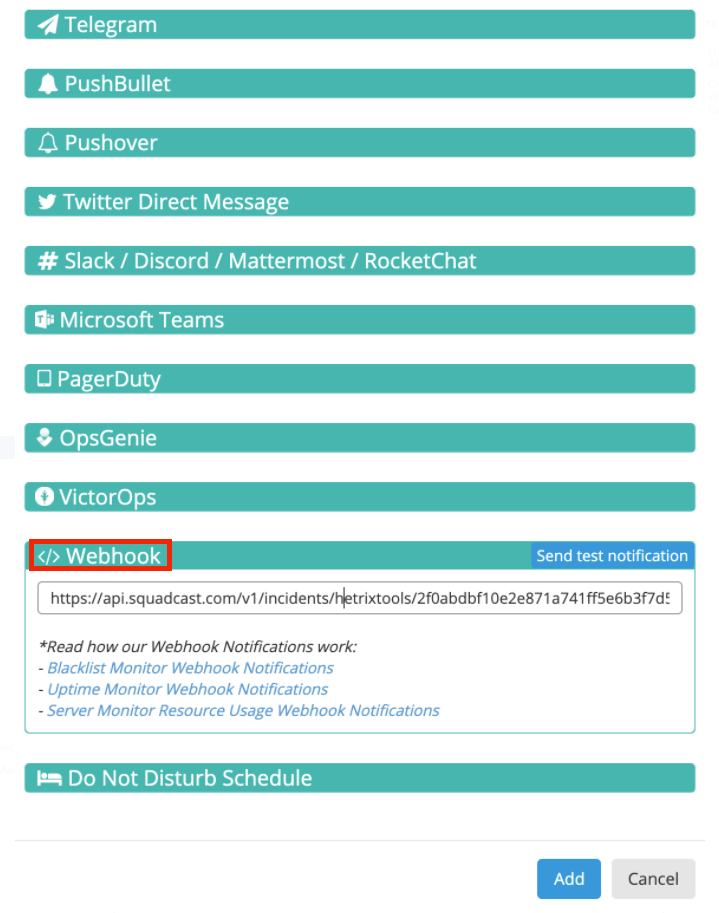 Telegram
PushBullet
Pushover
Twitter Direct Message
Slack / Discord / Mattermost / RocketChat
Microsoft Teams
PagerDuty
OpsGenie
VictorOps
</> Webhook Send test notification
https://api.squadcast.com/v1/incidents/hetrixtools/2f0abdbf10e2e871a741ff5e6b3f7d5
*Read how our Webhook Notifications work:
- Blacklist Monitor Webhook Notifications
- Uptime Monitor Webhook Notifications
- Server Monitor Resource Usage Webhook Notifications
Do Not Disturb Schedule
Add Cancel